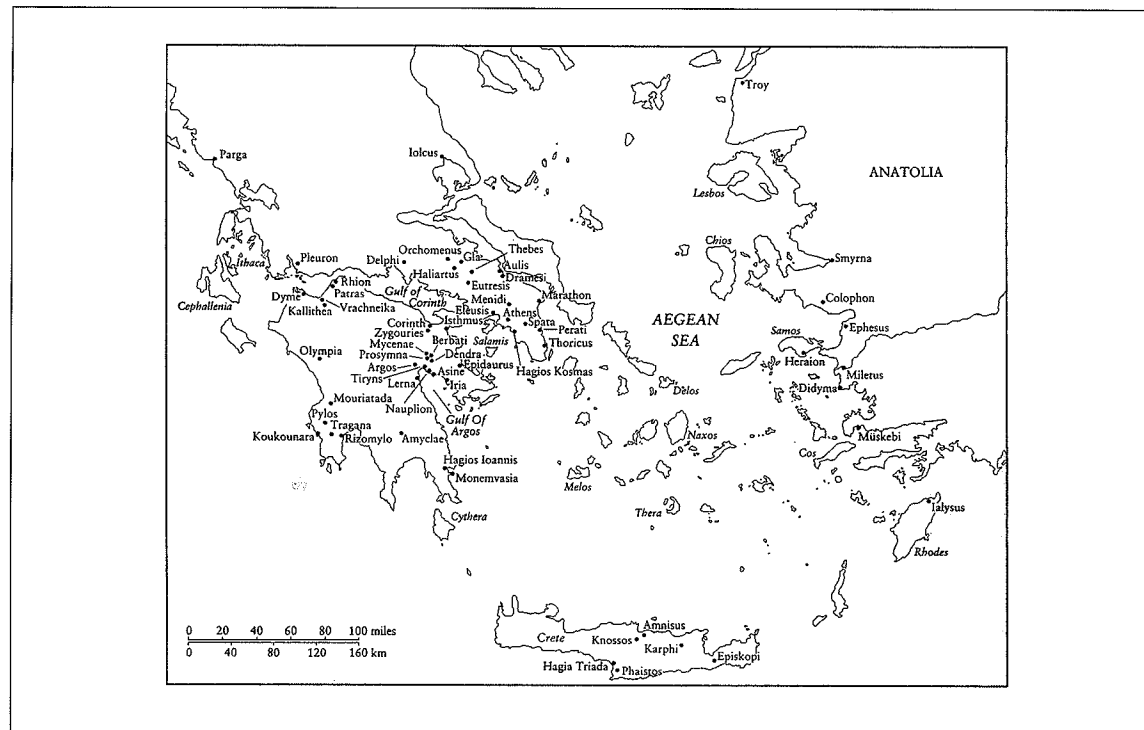 Troy
Parga
Iolcus
ANATOLIA
Lesbos
Chios
Orchomenus
Thebes
Pleuron
Delphi
Gla
Smyrna
Ithaca
Haliartus
Aulis
Dramesi
Rhion
Eutresis
Cephallenia
Dyme
Patras
Gulf of
Corinth
Menidi
Marathon
Colophon
Kallithea
Vrachneika
Eleusis
Athens
AEGEAN
SEA
Corinth
Isthmus
Spata
Perati
Ephesus
Zygouries
Salamis
Samos
Mycenae
Berbati
Thoricus
Olympia
Prosymna
Dendra
Heraion
Argos
Epidaurus
Hagios Kosmas
Miletus
Tiryns
Asine
Delos
Didyma
Lerna
Iria
Mouriatada
Nauplion
Gulf Of
Argos
Pylos
Tragana
Naxos
Müskebi
Koukounara
Rizomylo
Amyclae
Cos
Hagios Ioannis
Monemvasia
Melos
Ialysus
Cythera
Thera
Rhodes
Amnisus
0 20 40 60 80 100 miles
Crete
Knossos
Karphi
0 40 80 120 160 km
Episkopi
Hagia Triada
Phaistos